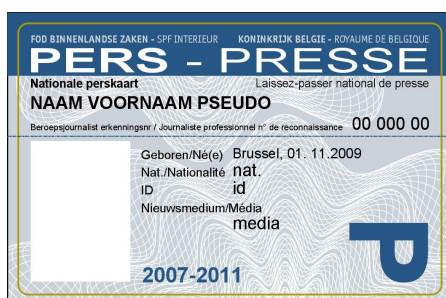 FOD BINNENLANDSE ZAKEN - SPF INTERIEUR KONINKRIJK BELGIE - ROYAUME DE BELGIQUE
PERS - PRESSE
Nationale perskaart Laissez-passer national de presse
NAAM VOORNAAM PSEUDO
Beroepsjournalist erkenningsnr / Journaliste professionnel n° de reconnaissance 00 000 00
Geboren/Né(e) Brussel, 01. 11.2009
Nat./Nationalité nat.
ID id
Nieuwsmedium/Média
media
2007-2011
P